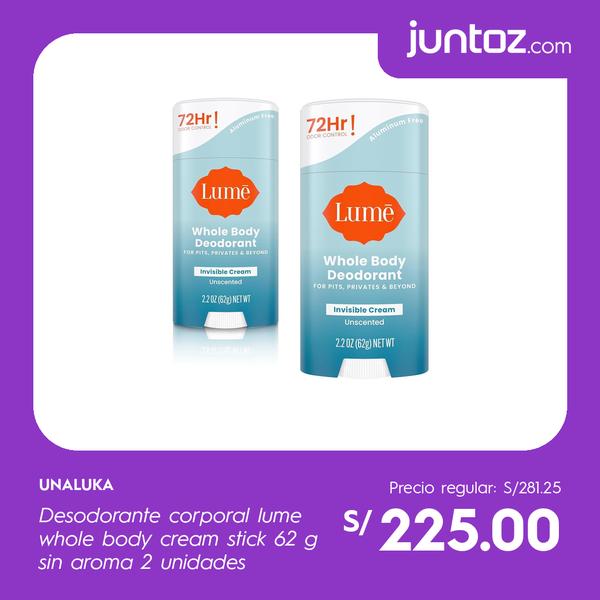 juntoz.com
72Hr!
ODOR CONTROL
Aluminum Free
Lumē
Whole Body
Deodorant
FOR PITS, PRIVATES & BEYOND
Invisible Cream
Unscented
2.2 OZ (62g) NET WT
72Hr!
ODOR CONTROL
Aluminum Free
Lumē
Whole Body
Deodorant
FOR PITS, PRIVATES & BEYOND
Invisible Cream
Unscented
2.2 OZ (62g) NET WT
UNALUKA
Desodorante corporal lume
whole body cream stick 62 g
sin aroma 2 unidades
Precio regular: S/281.25
S/ 225.00